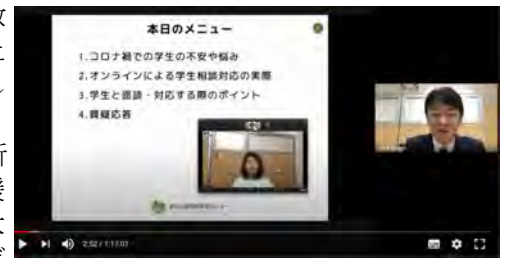 本日のメニュー
1.コロナ禍での学生の不安や悩み
2.オンラインによる学生相談対応の実際
3.学生と面談・対応する際のポイント
4.質疑応答
2:52 / 1:17:01